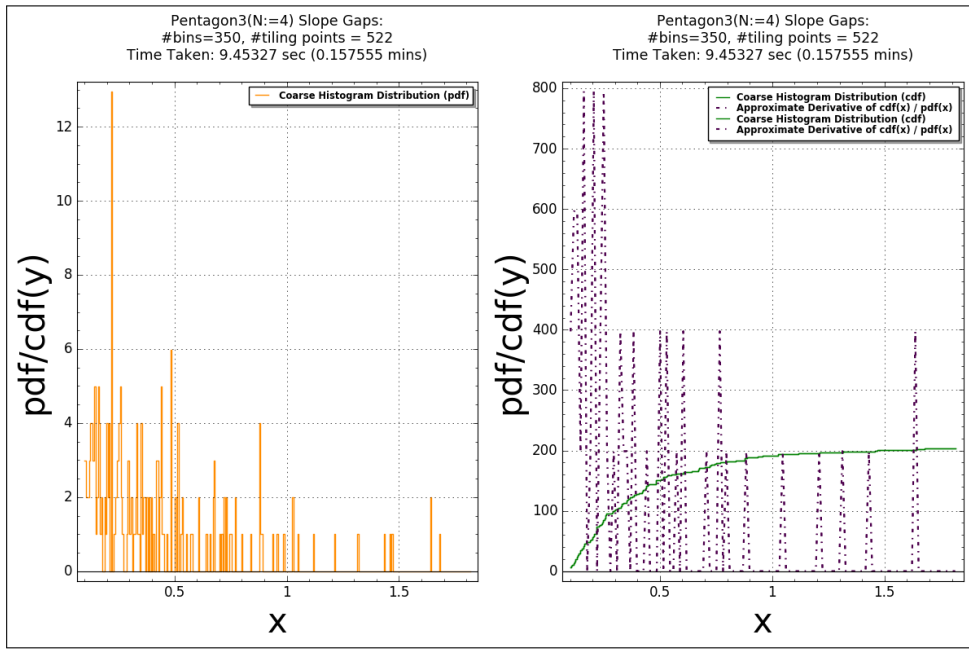 Pentagon3(N:=4) Slope Gaps:
#bins=350, #tiling points = 522
Time Taken: 9.45327 sec (0.157555 mins)
Coarse Histogram Distribution (pdf)
pdf/cdf(y)
12
10
8
6
4
2
0
0.5
1
1.5
x
Pentagon3(N:=4) Slope Gaps:
#bins=350, #tiling points = 522
Time Taken: 9.45327 sec (0.157555 mins)
Coarse Histogram Distribution (cdf)
Approximate Derivative of cdf(x) / pdf(x)
Coarse Histogram Distribution (cdf)
Approximate Derivative of cdf(x) / pdf(x)
pdf/cdf(y)
800
700
600
500
400
300
200
100
0
0.5
1
1.5
x